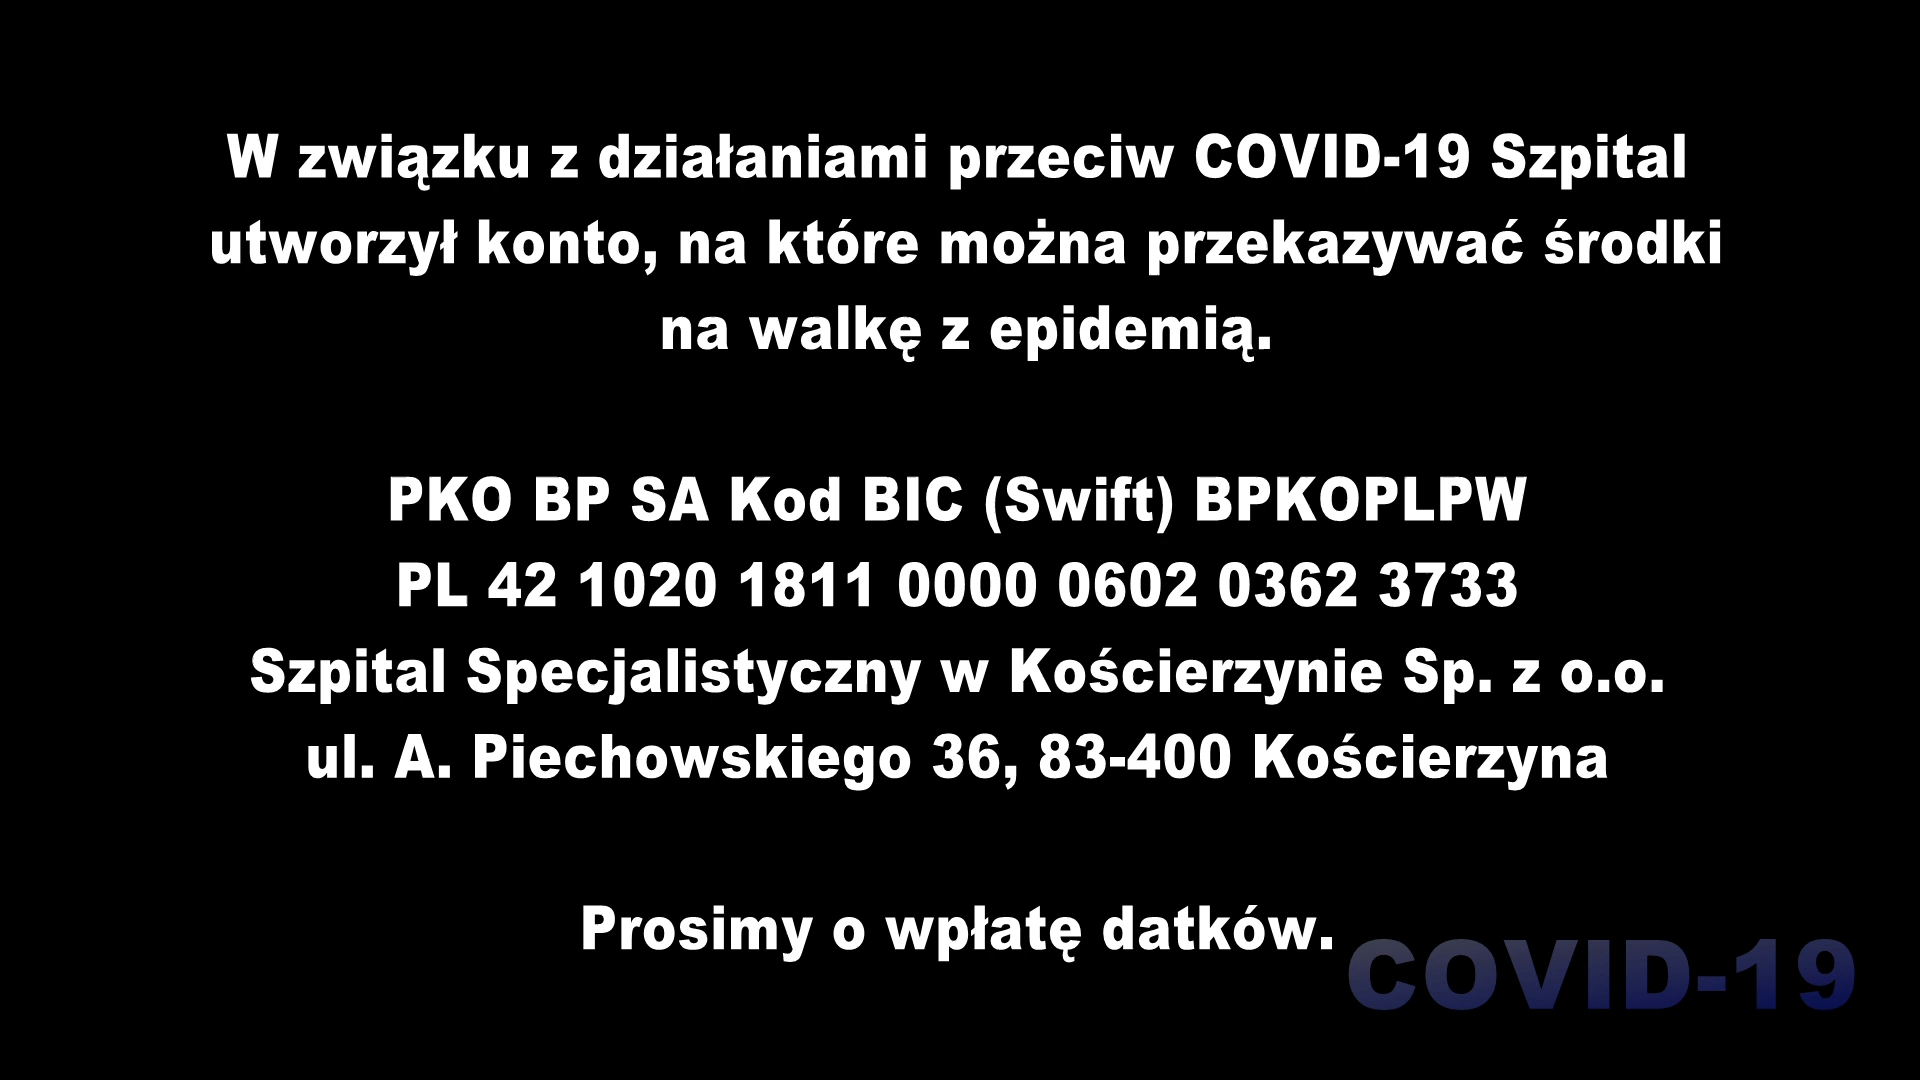 W związku z działaniami przeciw COVID-19 Szpital
utworzył konto, na które można przekazywać środki
na walkę z epidemią.
PKO BP SA Kod BIC (Swift) BPKOPLPW
PL 42 1020 1811 0000 0602 0362 3733
Szpital Specjalistyczny w Kościerzynie Sp. z o.o.
ul. A. Piechowskiego 36, 83-400 Kościerzyna
Prosimy o wpłatę datków.
COVID-19